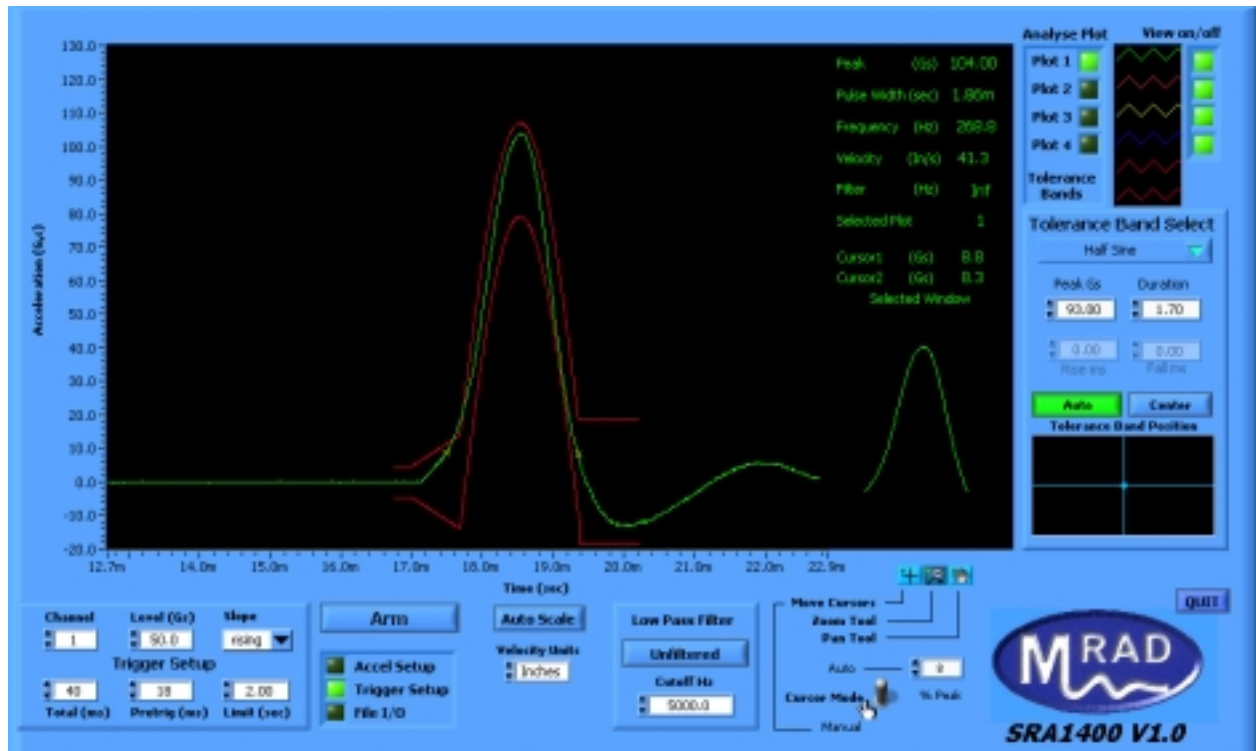 Analyse Plot
View on/off
Plot 1
Plot 2
Plot 3
Plot 4
Tolerance
Bands
130.0
120.0
110.0
100.0
90.0
80.0
70.0
60.0
50.0
40.0
30.0
20.0
10.0
0.0
-10.0
-20.0
Acceleration
Peak (Gs) 104.00
Pulse Width (sec) 1.86m
Frequency (Hz) 268.8
Velocity (In/s) 41.3
Filter (Hz) Inf
Selected Plot 1
Cursor1 (Gs) 8.8
Cursor2 (Gs) 8.3
Selected Window
12.7m 14.0m 15.0m 16.0m 17.0m 18.0m 19.0m 20.0m 21.0m 22.0m 22.9m
Time (sec)
Tolerance Band Select
Half Sine
Peak Gs Duration
93.00 1.70
0.00 0.00
Rise ms Fall ms
Auto Center
Tolerance Band Position
Channel Level (Gs) Slope
1 50.0 rising
Trigger Setup
40 18 2.00
Total (ms) Pretrig (ms) Limit (sec)
Arm
Accel Setup
Trigger Setup
File I/O
Auto Scale
Velocity Units
Inches
Low Pass Filter
Unfiltered
Cutoff Hz
5000.0
Move Cursors
Zoom Tool
Pan Tool
Auto
Cursor Mode
% Peak
Manual
QUIT
MRAD
SRA1400 V1.0